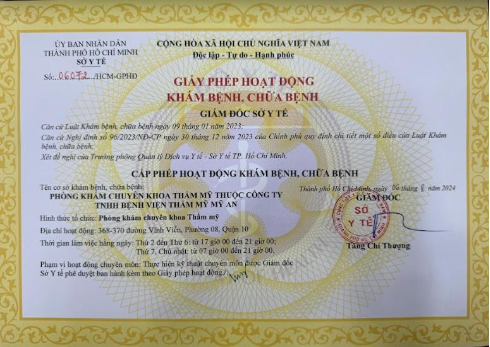 ỦY BAN NHÂN DÂN
THÀNH PHỐ HỒ CHÍ MINH
SỞ Y TẾ
Số: 06072 /HCM-GPHĐ
CỘNG HÒA XÃ HỘI CHỦ NGHĨA VIỆT NAM
Độc lập - Tự do - Hạnh phúc
GIẤY PHÉP HOẠT ĐỘNG
KHÁM BỆNH, CHỮA BỆNH
GIÁM ĐỐC SỞ Y TẾ
Căn cứ Luật Khám bệnh, chữa bệnh ngày 09 tháng 01 năm 2023;
Căn cứ Nghị định số 96/2023/NĐ-CP ngày 30 tháng 12 năm 2023 của Chính phủ quy định chi tiết một số điều của Luật Khám
bệnh, chữa bệnh;
Xét đề nghị của Trưởng phòng Quản lý Dịch vụ Y tế - Sở Y tế TP. Hồ Chí Minh.
CẤP PHÉP HOẠT ĐỘNG KHÁM BỆNH, CHỮA BỆNH
Tên cơ sở khám bệnh, chữa bệnh:
PHÒNG KHÁM CHUYÊN KHOA THẨM MỸ THUỘC CÔNG TY
TNHH BỆNH VIỆN THẨM MỸ MỸ AN
Hình thức tổ chức: Phòng khám chuyên khoa Thẩm mỹ
Địa chỉ hoạt động: 368-370 đường Vĩnh Viễn, Phường 08, Quận 10
Thời gian làm việc hằng ngày: Thứ 2 đến Thứ 6: từ 17 giờ 00 đến 21 giờ 00;
Thứ 7, Chủ nhật: từ 07 giờ 00 đến 21 giờ 00.
Phạm vi hoạt động chuyên môn: Thực hiện kỹ thuật chuyên môn được Giám đốc
Sở Y tế phê duyệt ban hành kèm theo Giấy phép hoạt động./.
Thành phố Hồ Chí Minh, ngày 8 / 2024
GIÁM ĐỐC
SỞ
Y TẾ
Tăng Chí Thượng